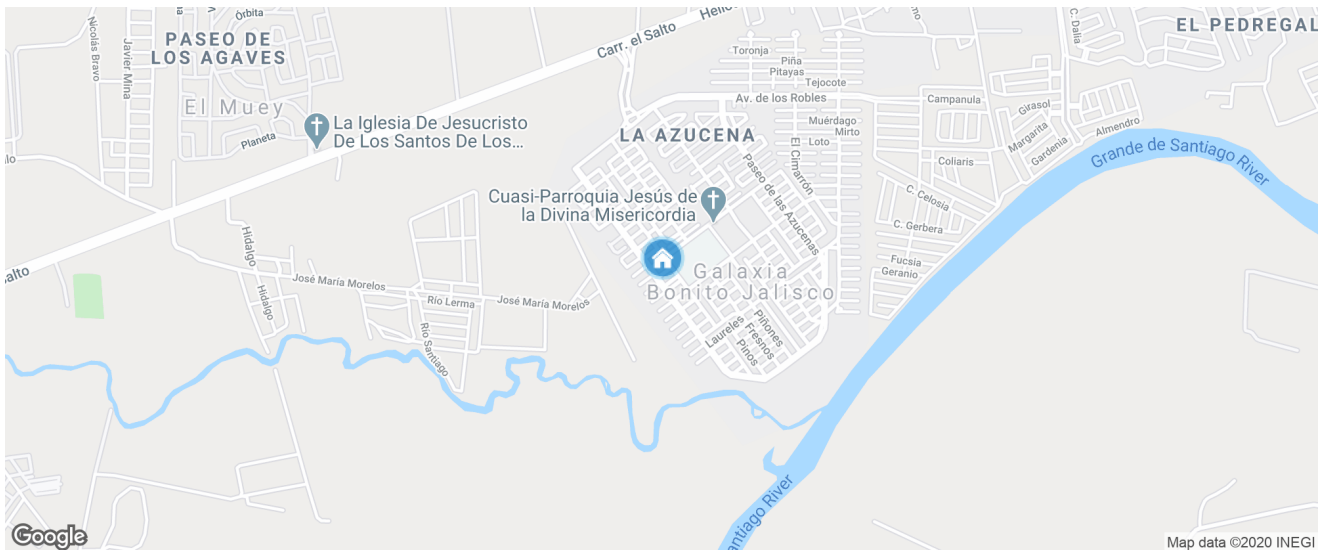 Órbita
Nicolás Bravo
Javier Mina
PASEO DE
LOS AGAVES
El Muey
Planeta
La Iglesia De Jesucristo
De Los Santos De Los...
Carr. el Salto
Toronja
Piña
Pitayas
Tejocote
Av. de los Robles
Muérdago
Mirto
Loto
LA AZUCENA
El Cimarrón
Paseo de las Azucenas
Cuasi-Parroquia Jesús de
la Divina Misericordia
Galaxia
Bonito Jalisco
Laureles
Piñones
Fresnos
Pinos
C. Dalia
EL PEDREGAL
Campanula
Girasol
Margarita
Gardenia
Almendro
Coliaris
C. Celosía
C. Gerbera
Fucsia
Geranio
Grande de Santiago River
Hidalgo
Hidalgo
José María Morelos
Río Lerma
José María Morelos
Río Santiago
River
Google
Map data ©2020 INEGI